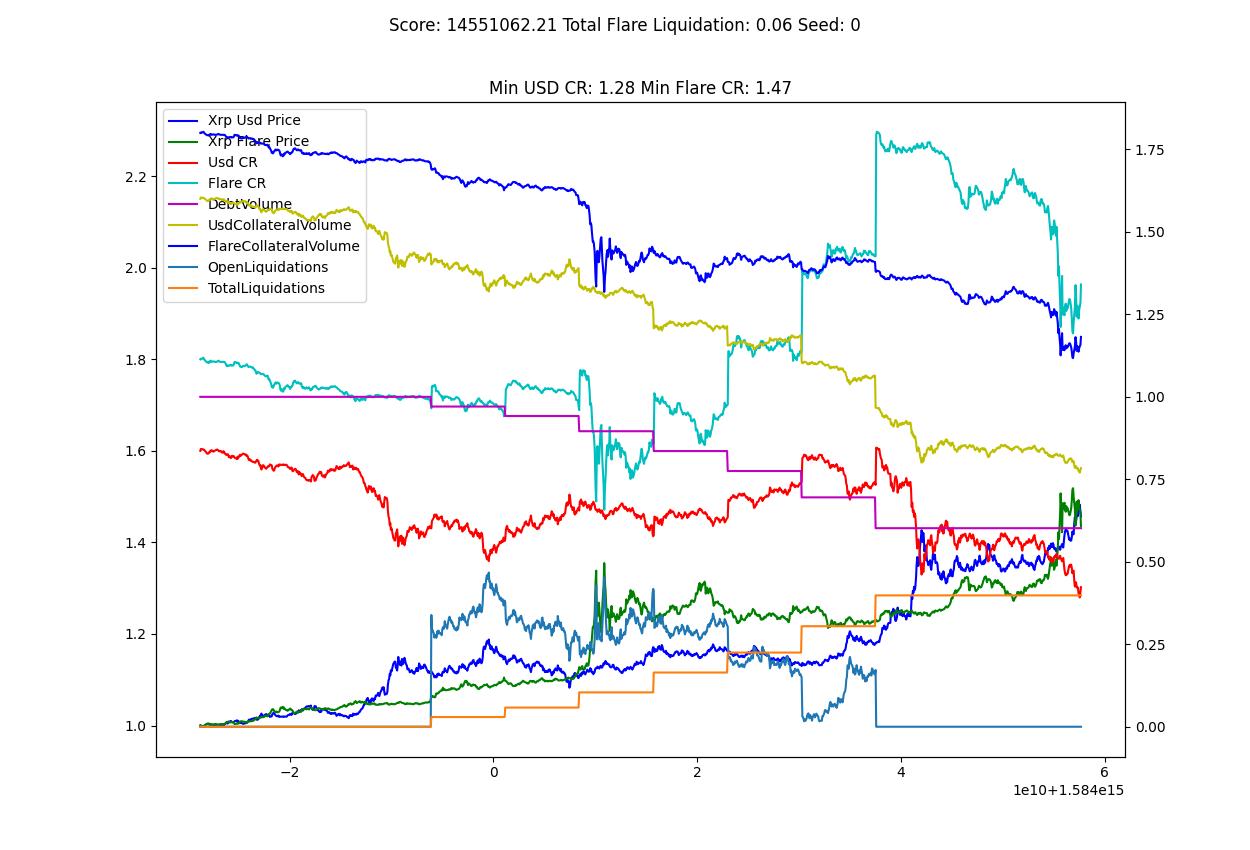 Score: 14551062.21 Total Flare Liquidation: 0.06 Seed: 0
Min USD CR: 1.28 Min Flare CR: 1.47
Xrp Usd Price
Xrp Flare Price
Usd CR
Flare CR
DebtVolume
UsdCollateralVolume
FlareCollateralVolume
OpenLiquidations
TotalLiquidations
2.2
2.0
1.8
1.6
1.4
1.2
1.0
1.75
1.50
1.25
1.00
0.75
0.50
0.25
0.00
−2
0
2
4
6
1e10+1.584e15